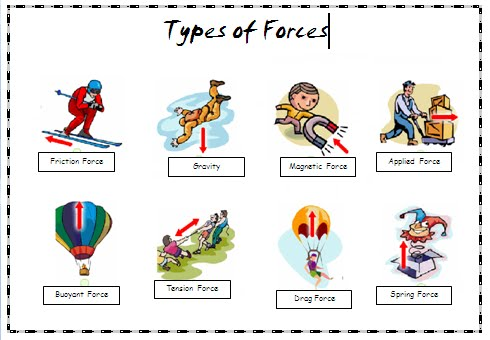 Types of Forces
Friction Force
Gravity
Magnetic Force
Applied Force
Buoyant Force
Tension Force
Drag Force
Spring Force